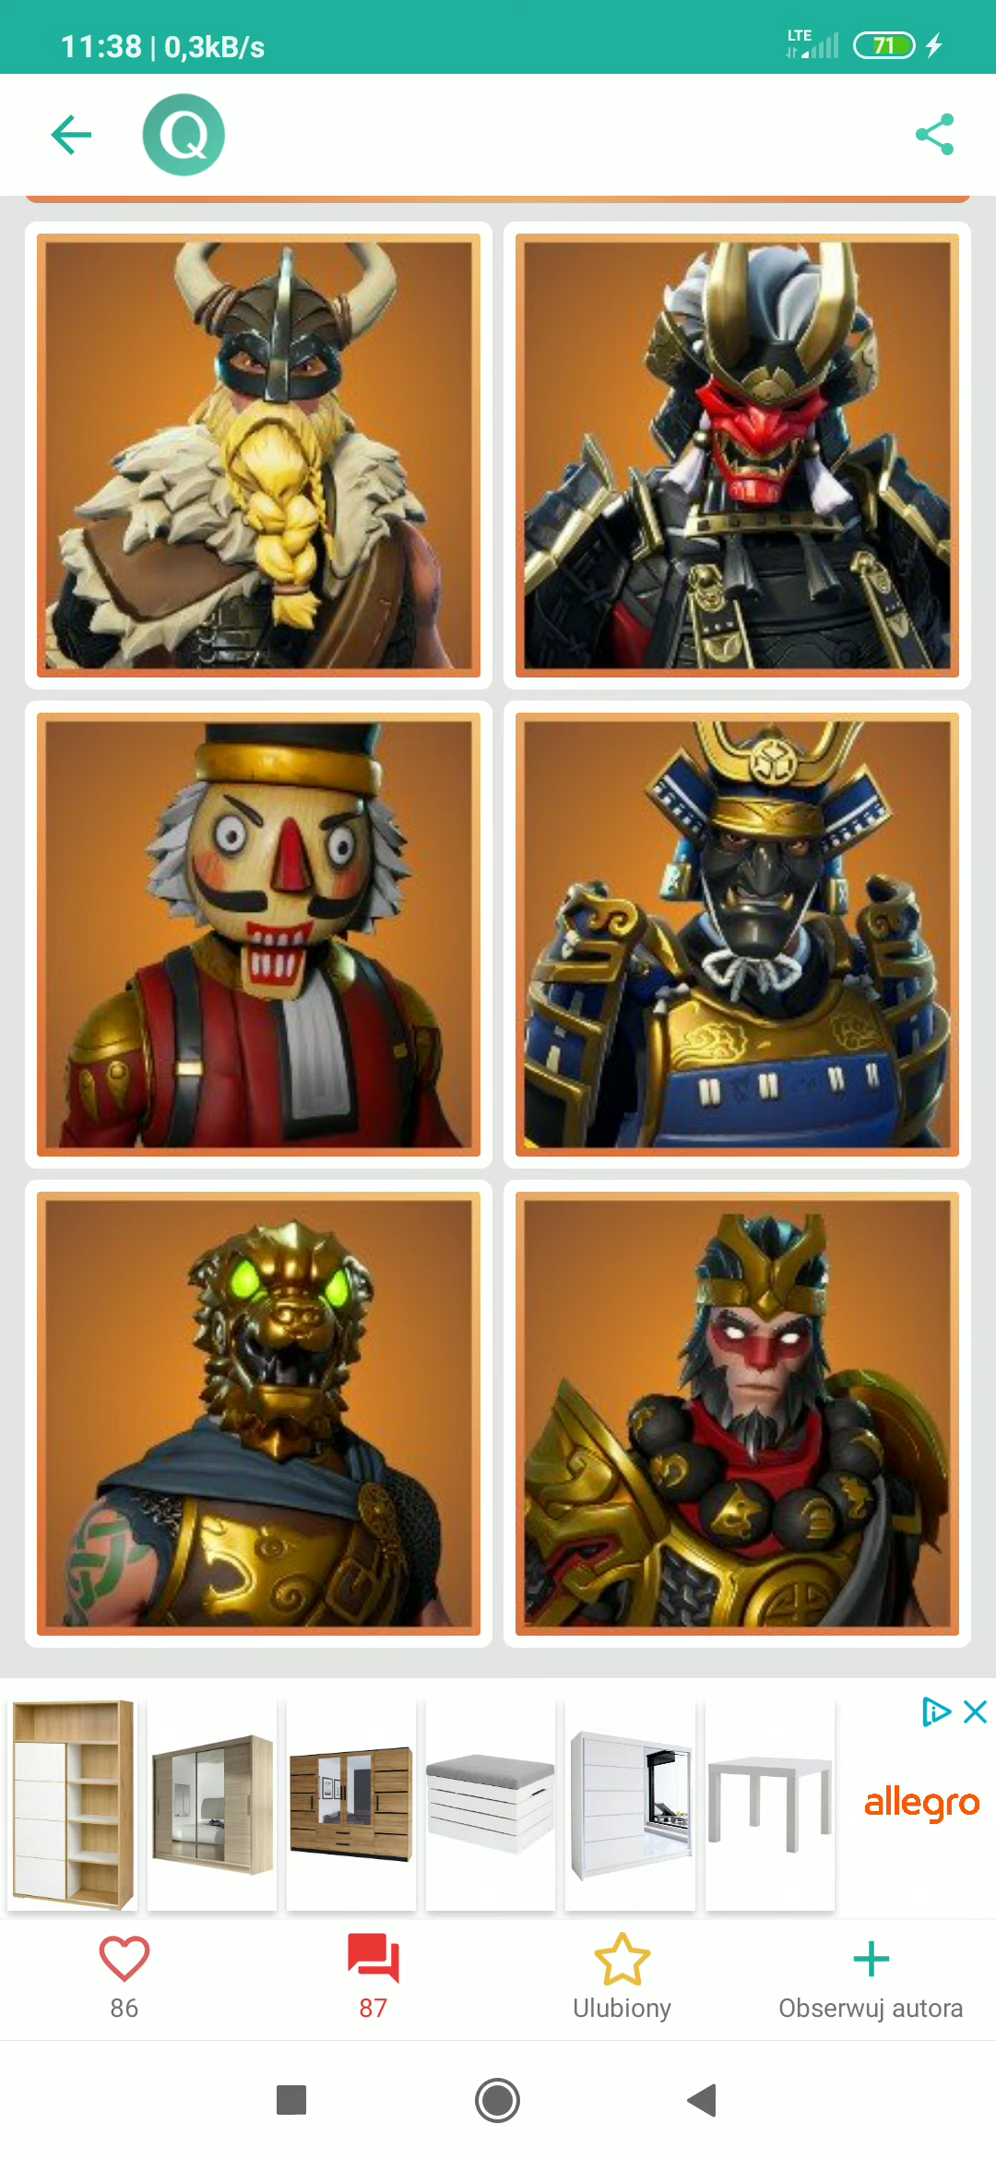 11:38 | 0,3kB/s
LTE
71
Q
allegro
86
87
Ulubiony
Obserwuj autora